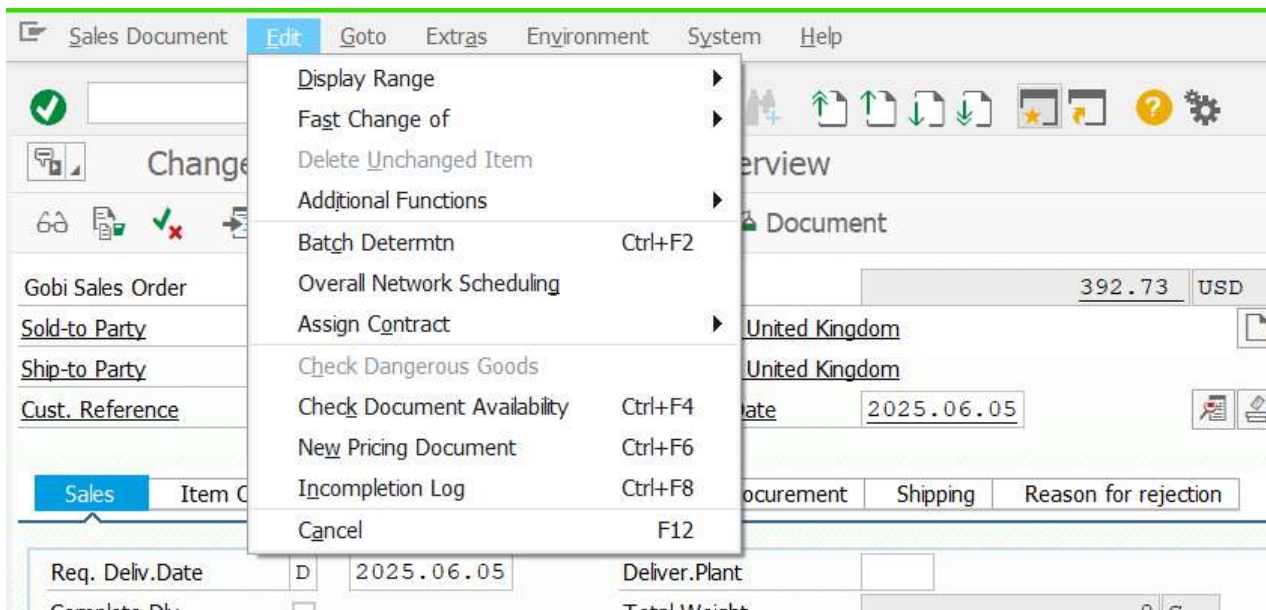 Sales Document Edit Goto Extras Environment System Help
Display Range
Fast Change of
Delete Unchanged Item
Change erview
Additional Functions
Document
Batch Determtn Ctrl+F2
Gobi Sales Order Overall Network Scheduling 392.73 USD
Sold-to Party Assign Contract United Kingdom
Ship-to Party Check Dangerous Goods United Kingdom
Cust. Reference Check Document Availability Ctrl+F4 ate 2025.06.05
New Pricing Document Ctrl+F6
Sales Item Incompletion Log Ctrl+F8 ocurement Shipping Reason for rejection
Cancel F12
Req. Deliv.Date D 2025.06.05 Deliver.Plant